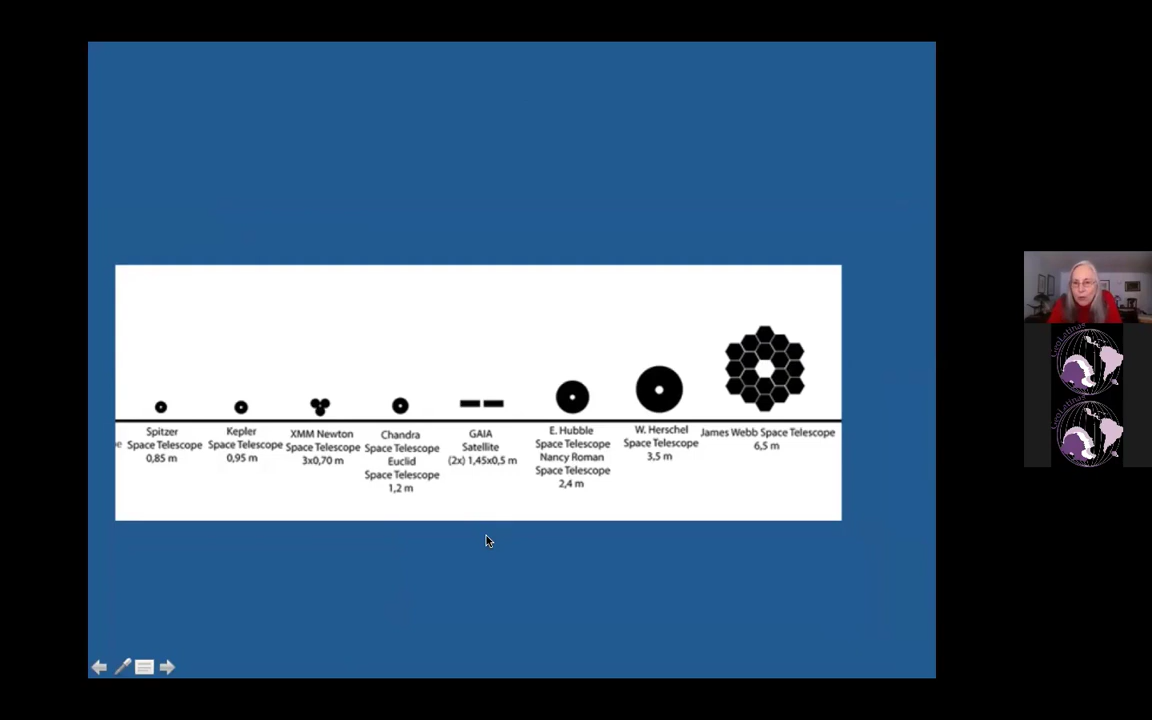 Spitzer
Space Telescope
0,85 m
Kepler
Space Telescope
0,95 m
XMM Newton
Space Telescope
3x0,70 m
Chandra
Space Telescope
Euclid
Space Telescope
1,2 m
GAIA
Satellite
(2x) 1,45x0,5 m
E. Hubble
Space Telescope
Nancy Roman
Space Telescope
2,4 m
W. Herschel
Space Telescope
3,5 m
James Webb Space Telescope
6,5 m
GeoLatinas
GeoLatinas